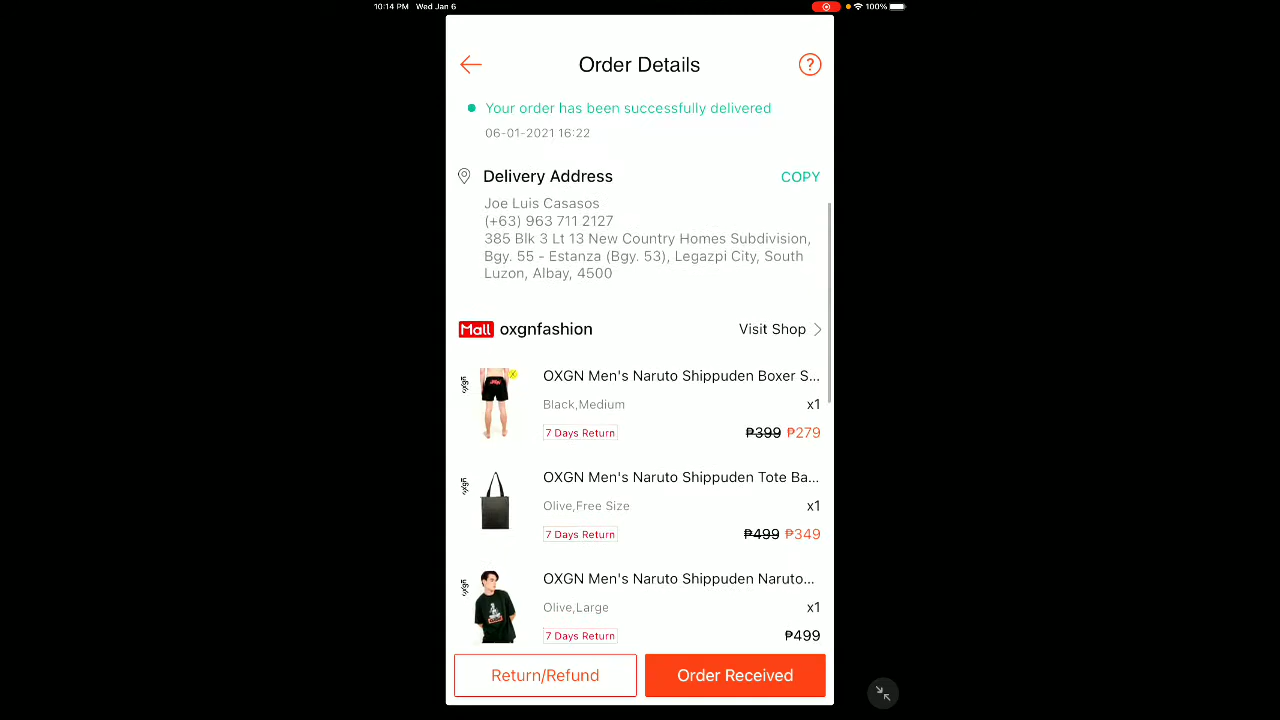 10:14 PM Wed Jan 6
100%
Order Details
?
Your order has been successfully delivered
06-01-2021 16:22
Delivery Address
COPY
Joe Luis Casasos
(+63) 963 711 2127
385 Blk 3 Lt 13 New Country Homes Subdivision,
Bgy. 55 - Estanza (Bgy. 53), Legazpi City, South
Luzon, Albay, 4500
Mall oxgnfashion
Visit Shop
oxgn
OXGN Men's Naruto Shippuden Boxer S...
Black,Medium
x1
7 Days Return
₱399 ₱279
oxgn
OXGN Men's Naruto Shippuden Tote Ba...
Olive,Free Size
x1
7 Days Return
₱499 ₱349
oxgn
OXGN Men's Naruto Shippuden Naruto...
Olive,Large
x1
7 Days Return
₱499
Return/Refund
Order Received